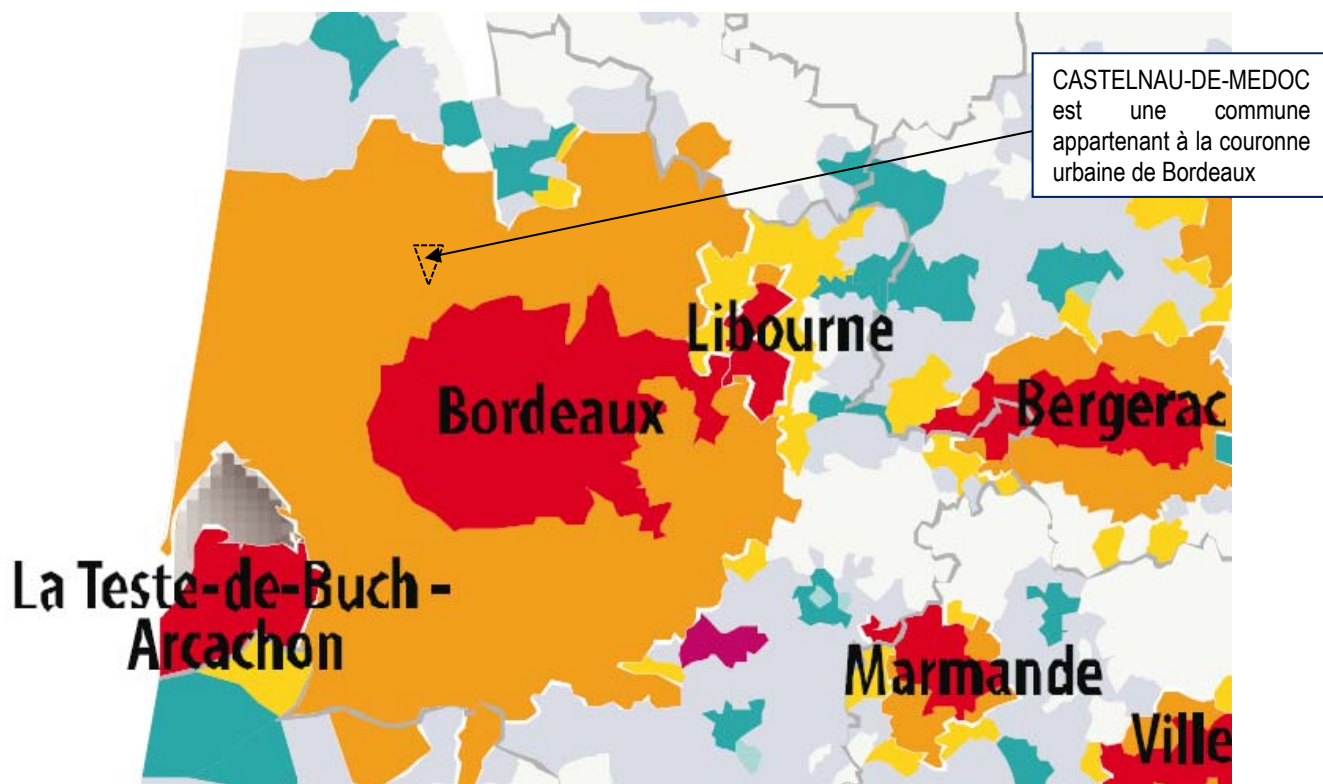 CASTELNAU-DE-MEDOC
est une commune
appartenant à la couronne
urbaine de Bordeaux
Libourne
Bordeaux
Bergerac
La Teste-de-Buch -
Arcachon
Marmande
Ville